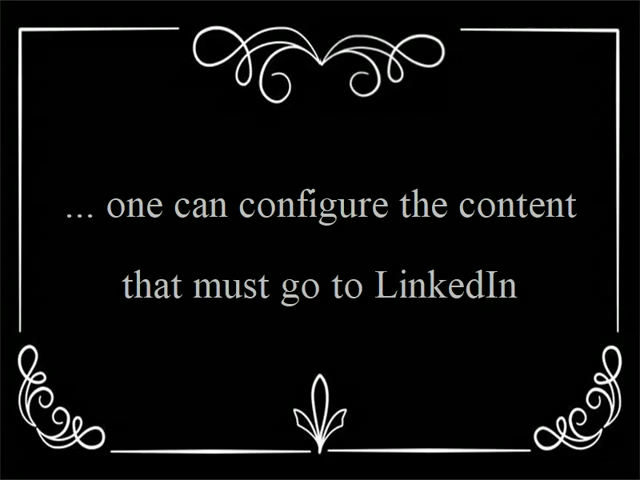 ... one can configure the content
that must go to LinkedIn